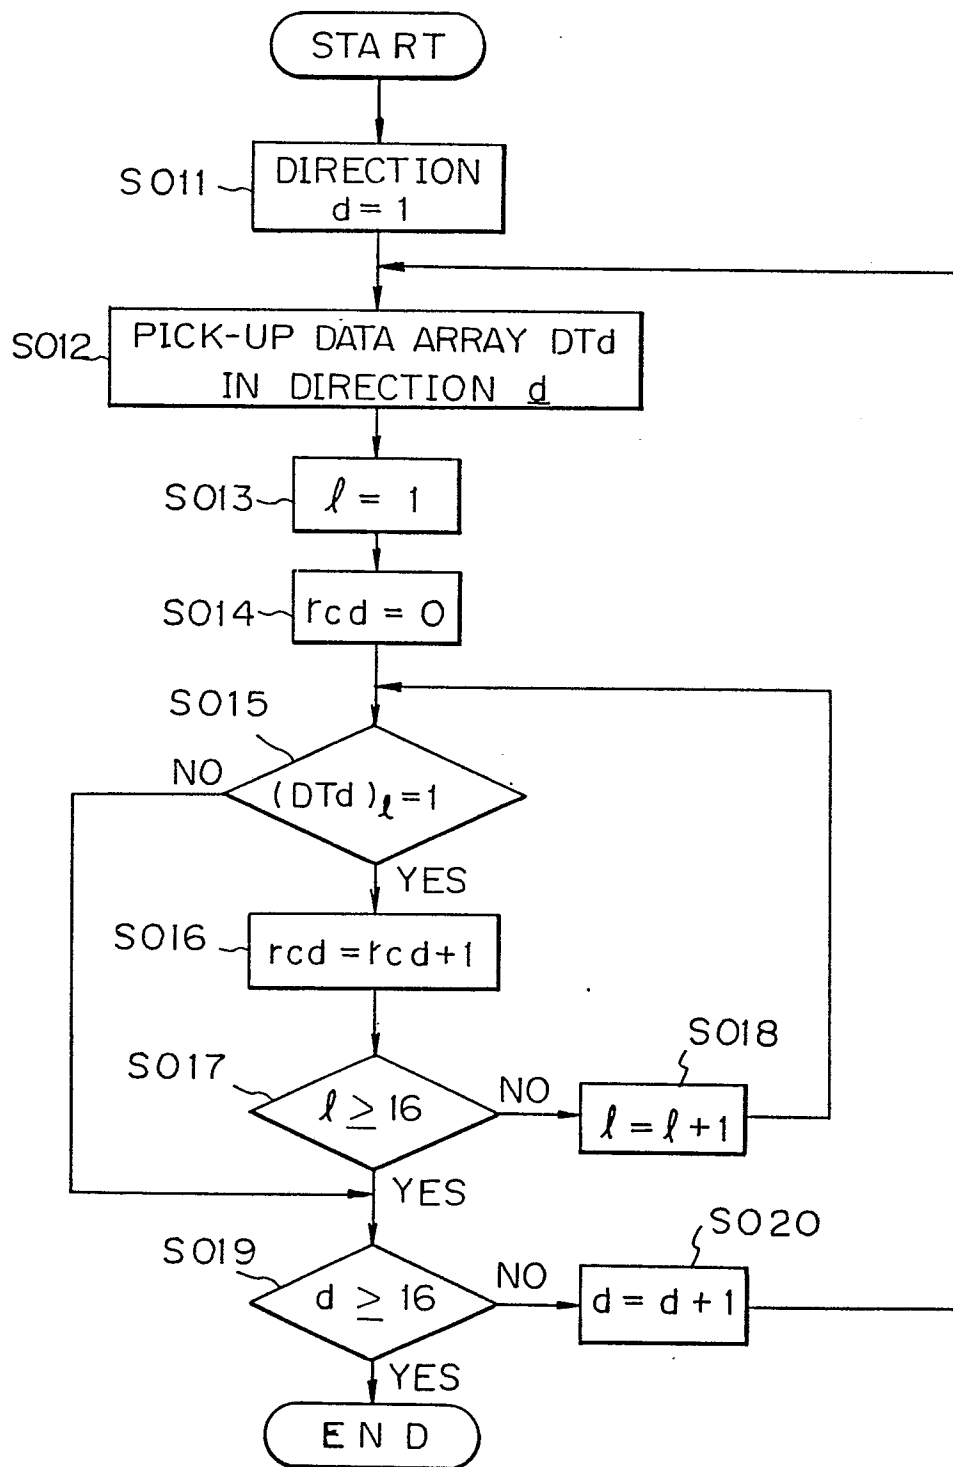 START
S011
DIRECTION
d = 1
S012
PICK-UP DATA ARRAY DTd
IN DIRECTION d
S013
ℓ = 1
S014
rcd = 0
S015
NO
(DTd)ℓ = 1
YES
S016
rcd = rcd+1
S017
ℓ ≥ 16
NO
S018
ℓ = ℓ + 1
YES
S019
d ≥ 16
NO
S020
d = d + 1
YES
END